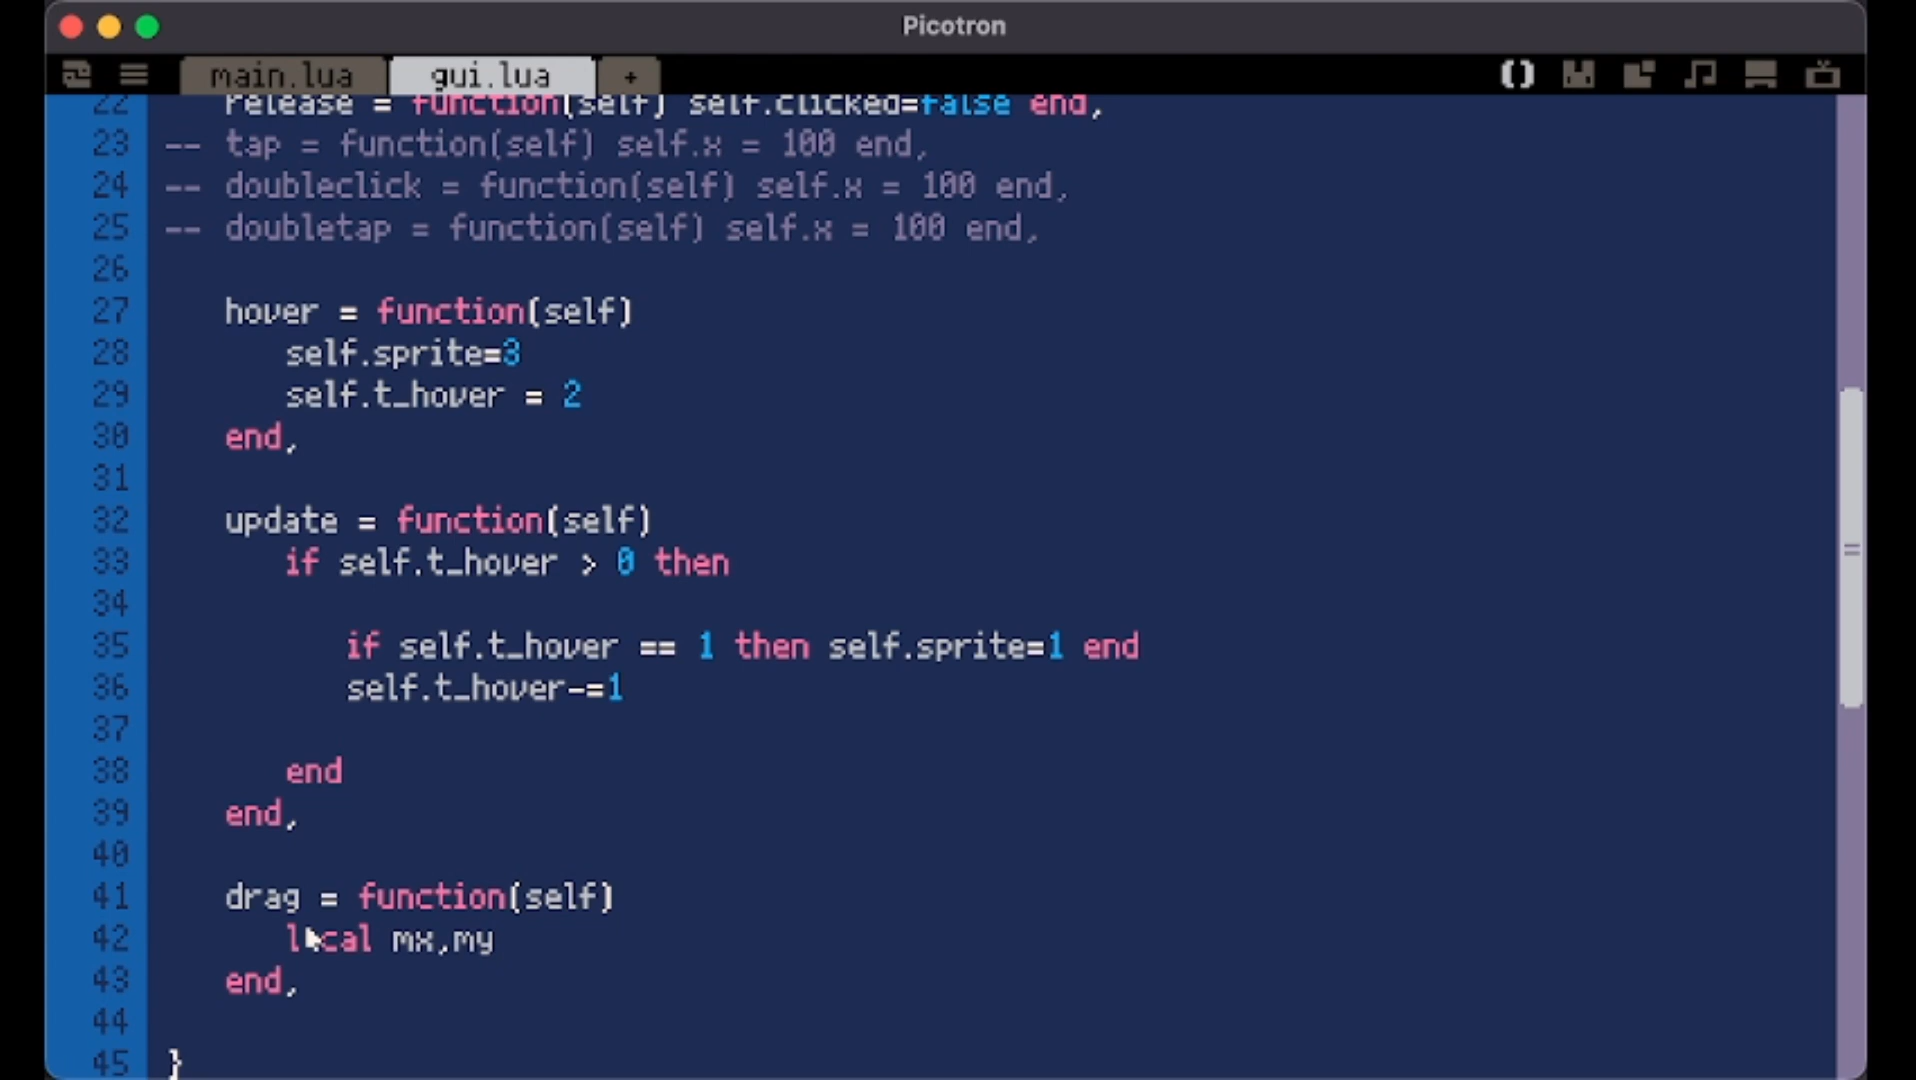 Picotron
main.lua gui.lua +
22 release = function(self) self.clicked=false end,
23 -- tap = function(self) self.x = 100 end,
24 -- doubleclick = function(self) self.x = 100 end,
25 -- doubletap = function(self) self.x = 100 end,
26
27 hover = function(self)
28 self.sprite=3
29 self.t_hover = 2
30 end,
31
32 update = function(self)
33 if self.t_hover > 0 then
34
35 if self.t_hover == 1 then self.sprite=1 end
36 self.t_hover-=1
37
38 end
39 end,
40
41 drag = function(self)
42 local mx,my
43 end,
44
45 }